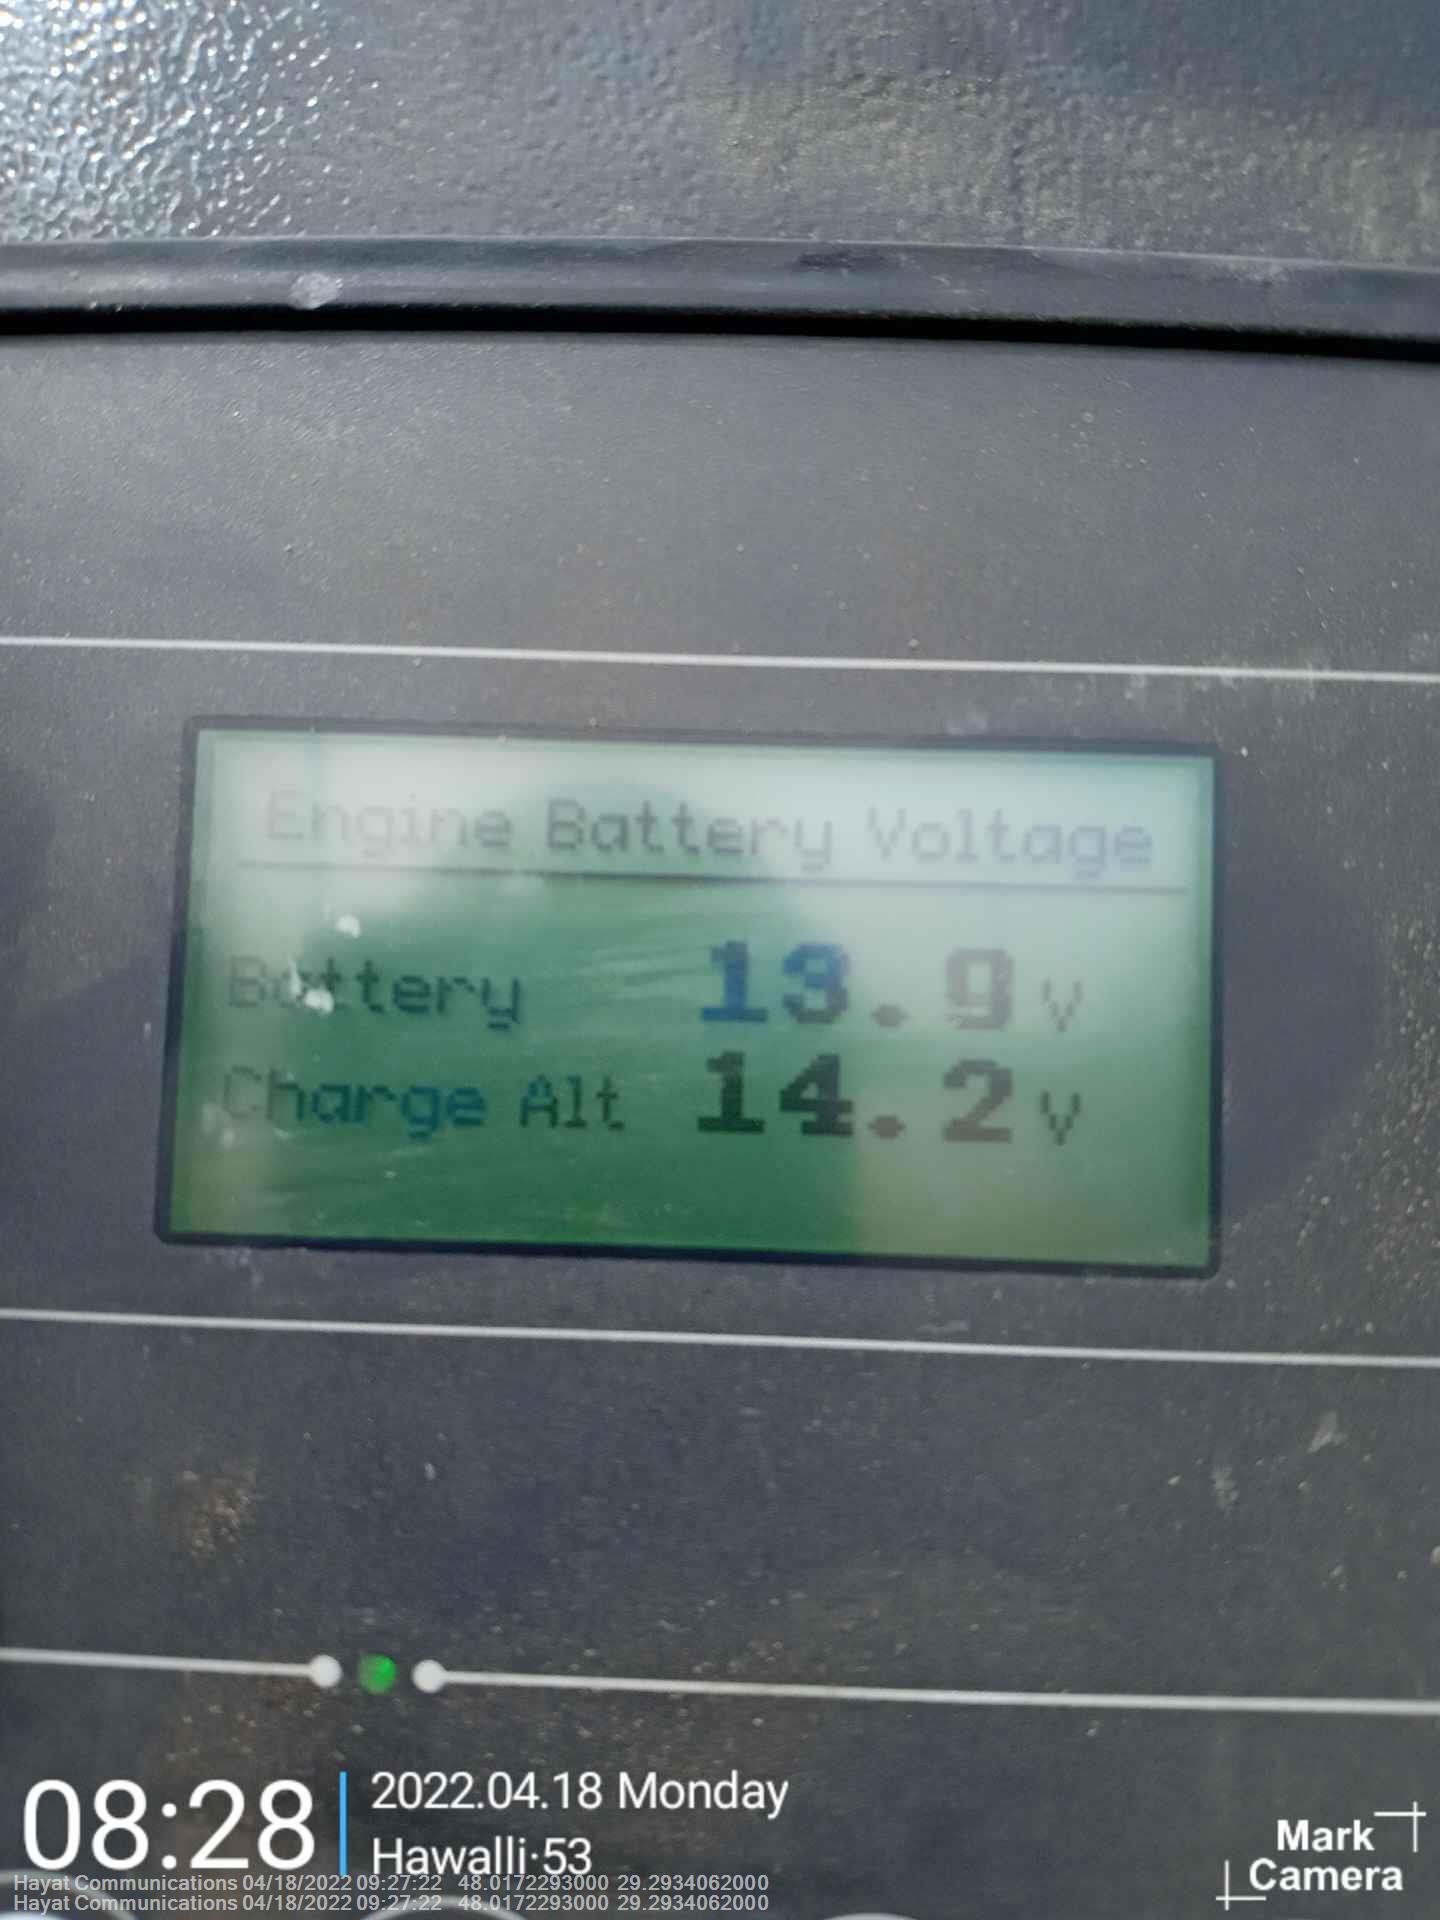 Engine Battery Voltage
Battery 13.9 V
Charge Alt 14.2 V
08:28
2022.04.18 Monday
Hawalli·53
Mark
Camera
Hayat Communications 04/18/2022 09:27:22 48.0172293000 29.2934062000
Hayat Communications 04/18/2022 09:27:22 48.0172293000 29.2934062000